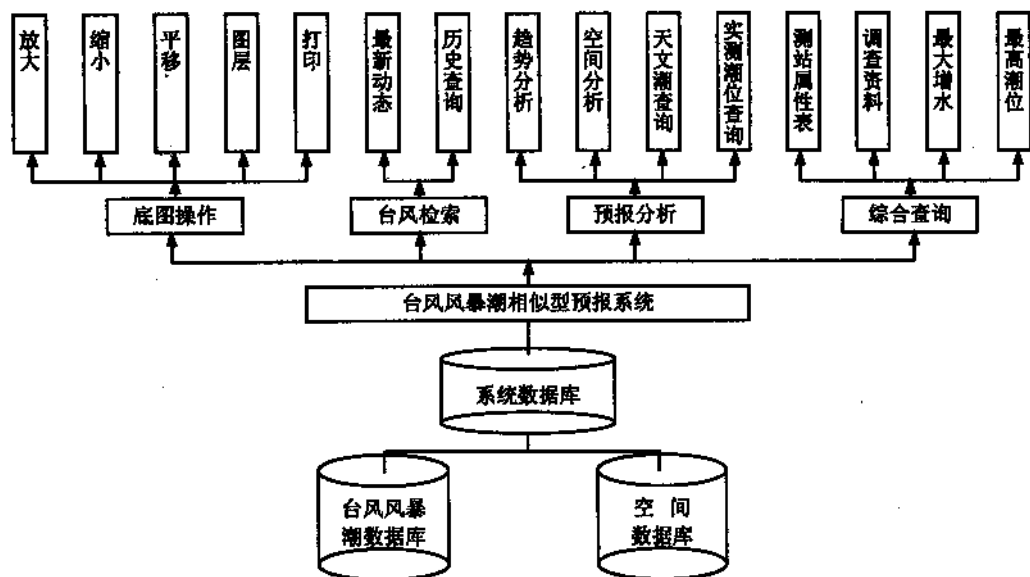 放大
缩小
平移
图层
打印
最新动态
历史查询
趋势分析
空间分析
天文潮查询
实测潮位查询
测站属性表
调查资料
最大增水
最高潮位
底图操作
台风检索
预报分析
综合查询
台风风暴潮相似型预报系统
系统数据库
台风风暴
潮数据库
空 间
数据库